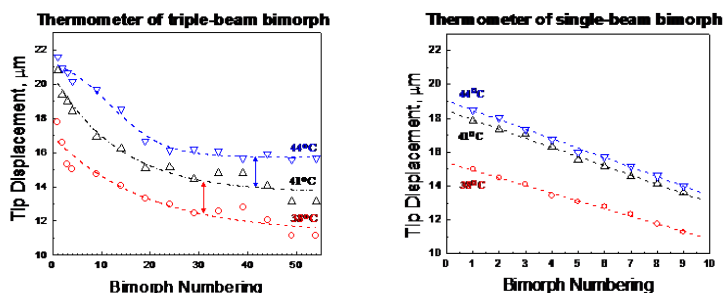 Thermometer of triple-beam bimorph
Tip Displacement, μm
22
20
18
16
14
12
10
44°C
41°C
38°C
0 10 20 30 40 50
Bimorph Numbering
Thermometer of single-beam bimorph
Tip Displacement, μm
22
20
18
16
14
12
10
44°C
41°C
38°C
0 1 2 3 4 5 6 7 8 9 10
Bimorph Numbering